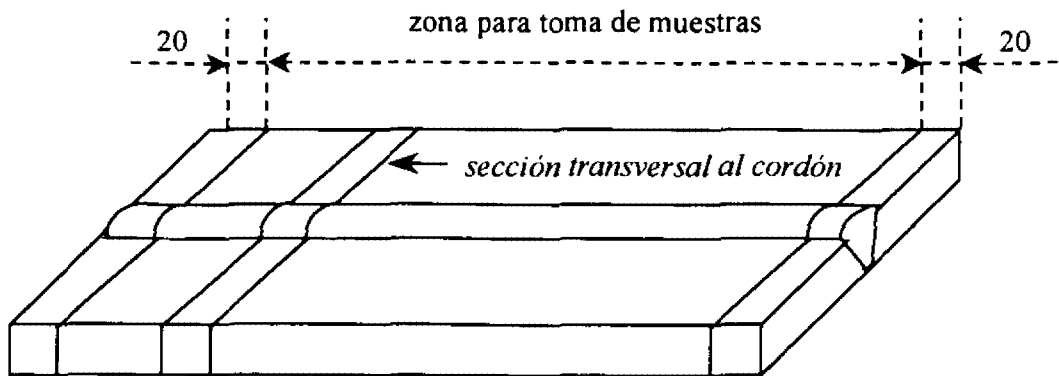 zona para toma de muestras
20
20
sección transversal al cordón